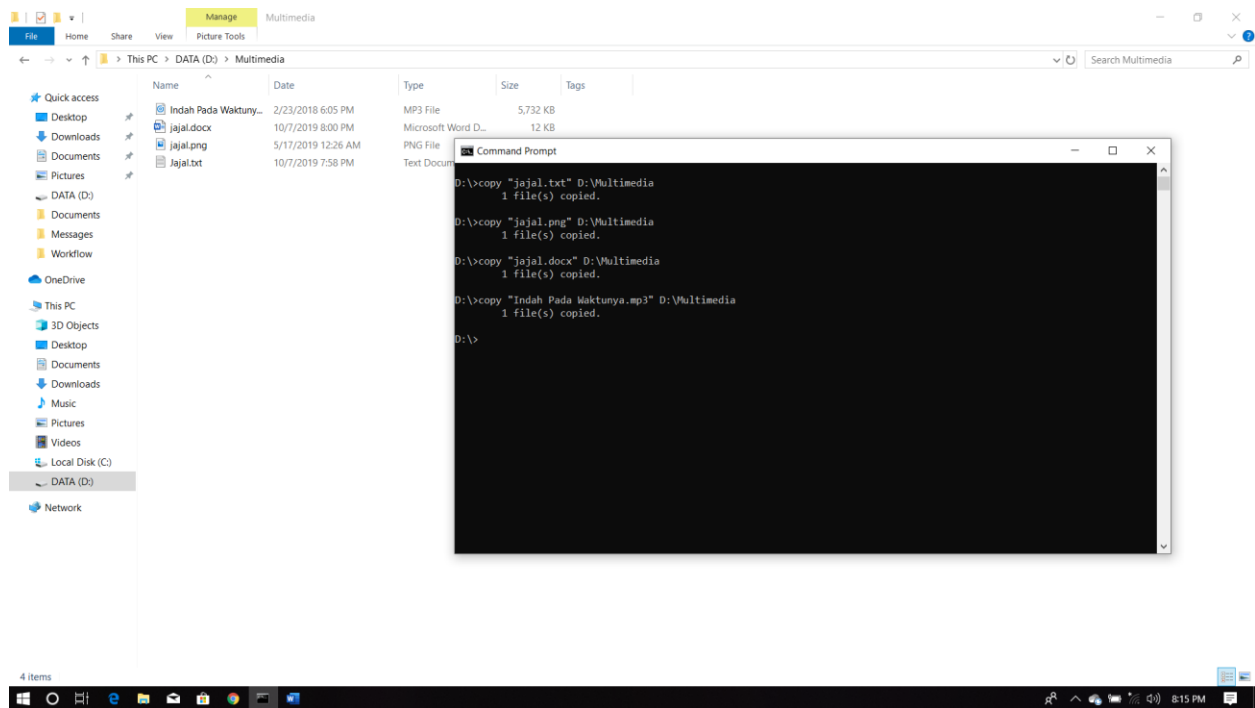 Manage Multimedia
File Home Share View Picture Tools
This PC > DATA (D:) > Multimedia
Search Multimedia
Name Date Type Size Tags
Indah Pada Waktuny... 2/23/2018 6:05 PM MP3 File 5,732 KB
jajal.docx 10/7/2019 8:00 PM Microsoft Word D... 12 KB
jajal.png 5/17/2019 12:26 AM PNG File
Jajal.txt 10/7/2019 7:58 PM Text Docum
Quick access
Desktop
Downloads
Documents
Pictures
DATA (D:)
Documents
Messages
Workflow
OneDrive
This PC
3D Objects
Desktop
Documents
Downloads
Music
Pictures
Videos
Local Disk (C:)
DATA (D:)
Network
Command Prompt
D:\>copy "jajal.txt" D:\Multimedia
1 file(s) copied.
D:\>copy "jajal.png" D:\Multimedia
1 file(s) copied.
D:\>copy "jajal.docx" D:\Multimedia
1 file(s) copied.
D:\>copy "Indah Pada Waktunya.mp3" D:\Multimedia
1 file(s) copied.
D:\>
4 items
8:15 PM